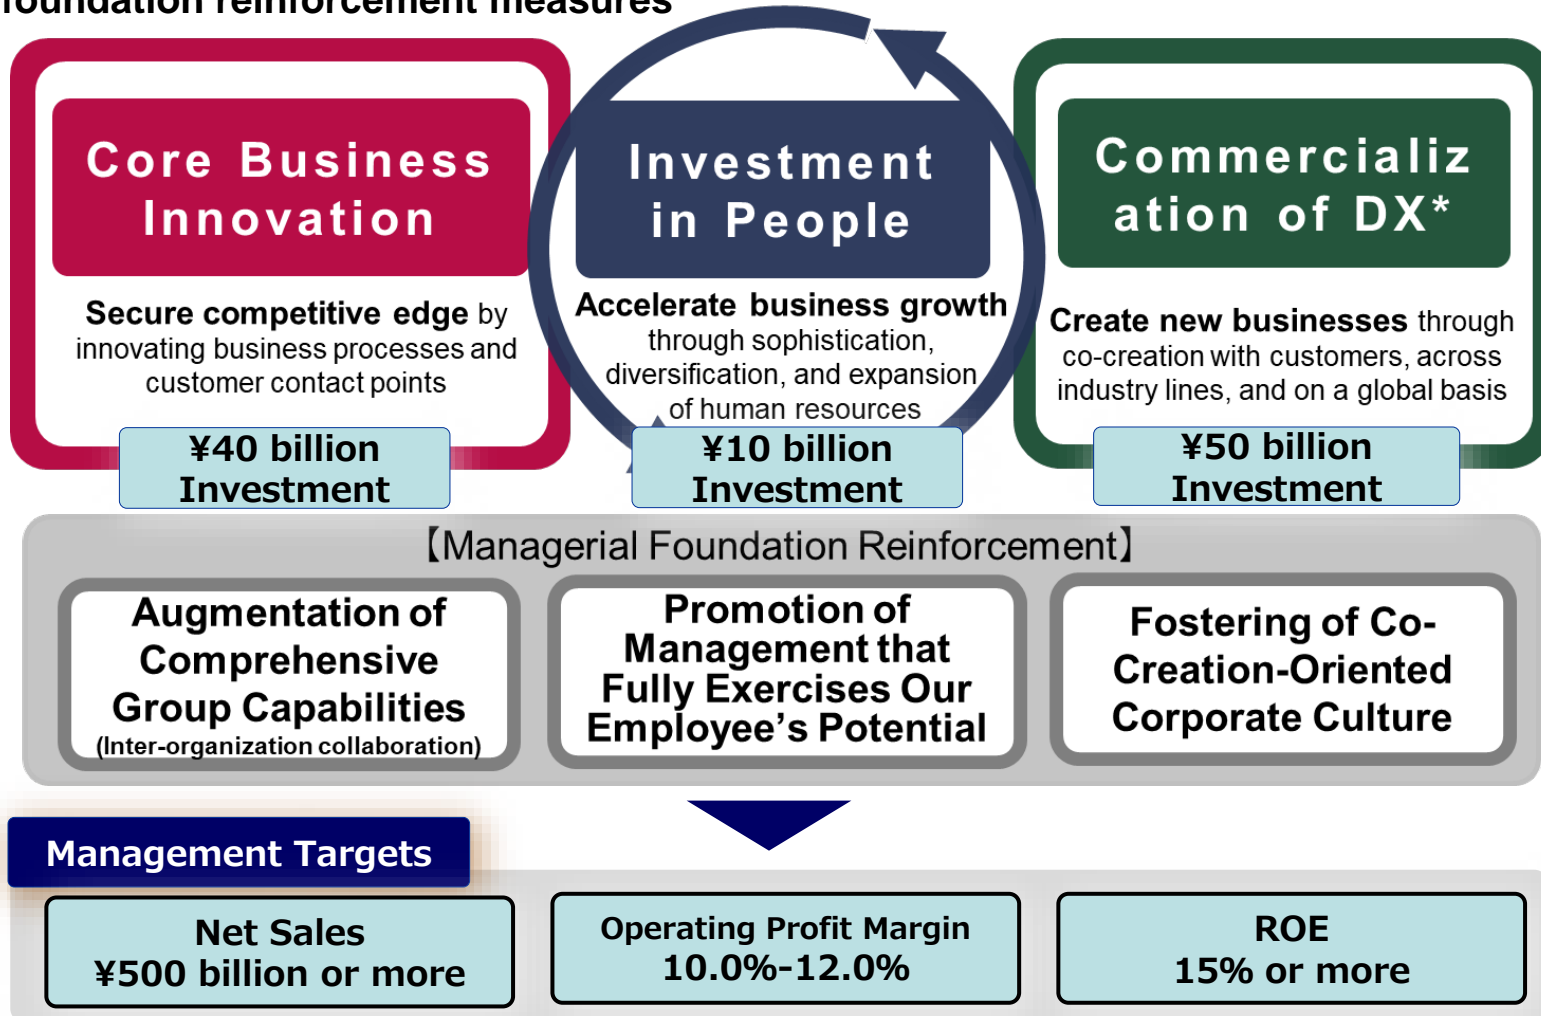 foundation reinforcement measures
Core Business
Innovation
Secure competitive edge by
innovating business processes and
customer contact points
¥40 billion
Investment
Investment
in People
Accelerate business growth
through sophistication,
diversification, and expansion
of human resources
¥10 billion
Investment
Commercializ
ation of DX*
Create new businesses through
co-creation with customers, across
industry lines, and on a global basis
¥50 billion
Investment
【Managerial Foundation Reinforcement】
Augmentation of
Comprehensive
Group Capabilities
(Inter-organization collaboration)
Promotion of
Management that
Fully Exercises Our
Employee’s Potential
Fostering of Co-
Creation-Oriented
Corporate Culture
Management Targets
Net Sales
¥500 billion or more
Operating Profit Margin
10.0%-12.0%
ROE
15% or more